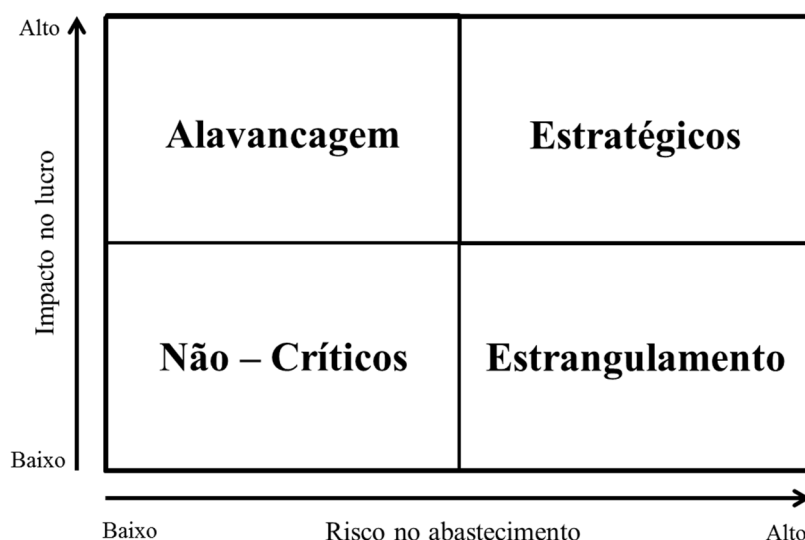 Alto
Impacto no lucro
Alavancagem
Estratégicos
Não – Críticos
Estrangulamento
Baixo
Baixo
Risco no abastecimento
Alto